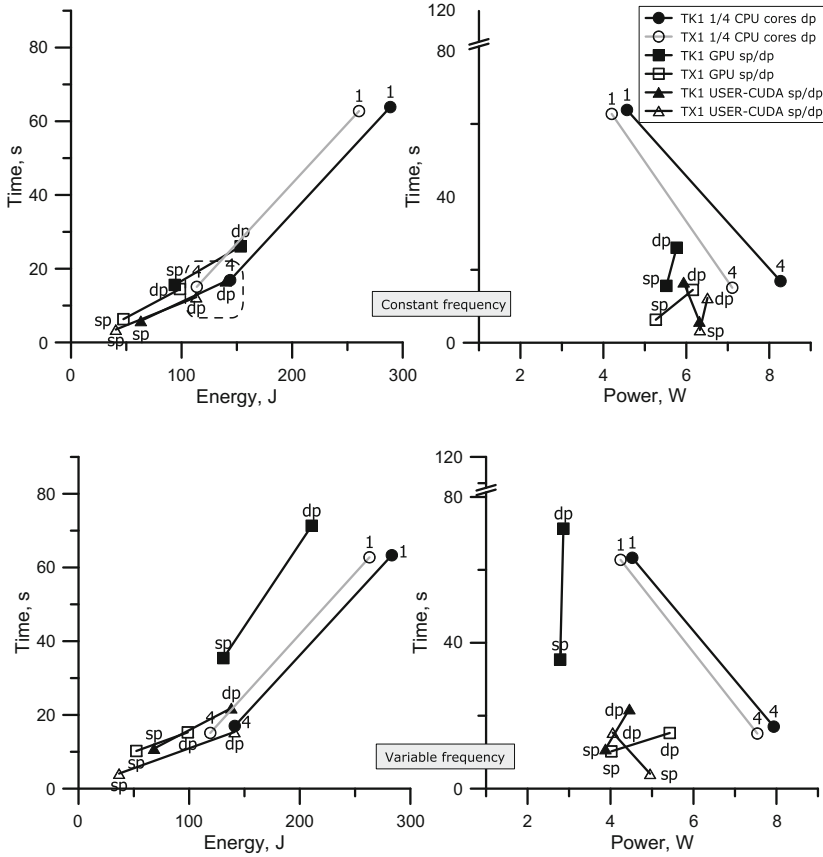 80
60
40
20
0
Time, s
1
1
dp
sp
4
4
dp
dp
dp
sp
sp
sp
0
100
200
300
Energy, J
120
80
40
0
Time, s
TK1 1/4 CPU cores dp
TX1 1/4 CPU cores dp
TK1 GPU sp/dp
TX1 GPU sp/dp
TK1 USER-CUDA sp/dp
TX1 USER-CUDA sp/dp
1
1
4
4
dp
dp
sp
sp
dp
sp
2
4
6
8
Power, W
Constant frequency
80
60
40
20
0
Time, s
dp
1
1
sp
dp
4
4
sp
dp
dp
sp
sp
0
100
200
300
Energy, J
120
80
40
0
Time, s
dp
1
1
sp
4
4
dp
dp
dp
sp
sp
sp
2
4
6
8
Power, W
Variable frequency